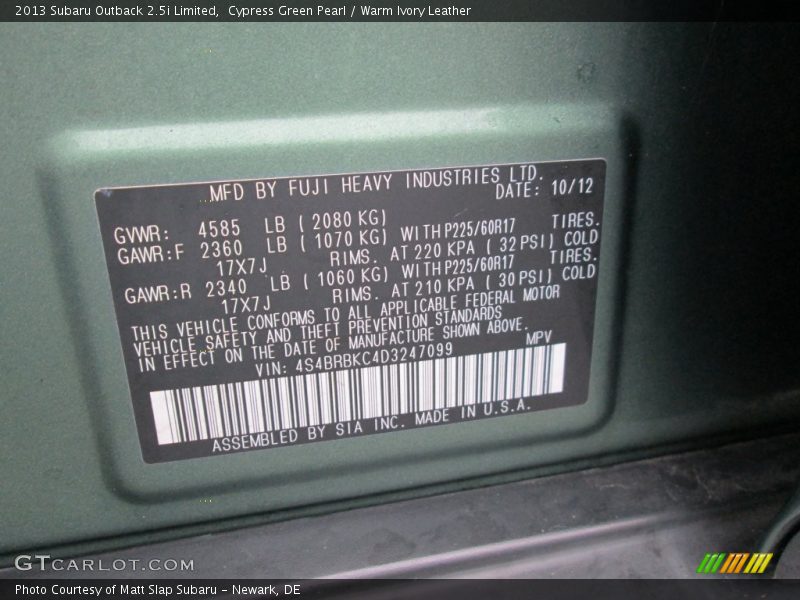 2013 Subaru Outback 2.5i Limited, Cypress Green Pearl / Warm Ivory Leather
MFD BY FUJI HEAVY INDUSTRIES LTD.
DATE: 10/12
GVWR: 4585 LB ( 2080 KG)
GAWR:F 2360 LB ( 1070 KG) WITH P225/60R17 TIRES.
17X7J RIMS. AT 220 KPA ( 32 PSI) COLD
GAWR:R 2340 LB ( 1060 KG) WITH P225/60R17 TIRES.
17X7J RIMS. AT 210 KPA ( 30 PSI) COLD
THIS VEHICLE CONFORMS TO ALL APPLICABLE FEDERAL MOTOR
VEHICLE SAFETY AND THEFT PREVENTION STANDARDS
IN EFFECT ON THE DATE OF MANUFACTURE SHOWN ABOVE.
VIN: 4S4BRBKC4D3247099 MPV
ASSEMBLED BY SIA INC. MADE IN U.S.A.
GTCARLOT.COM
Photo Courtesy of Matt Slap Subaru - Newark, DE